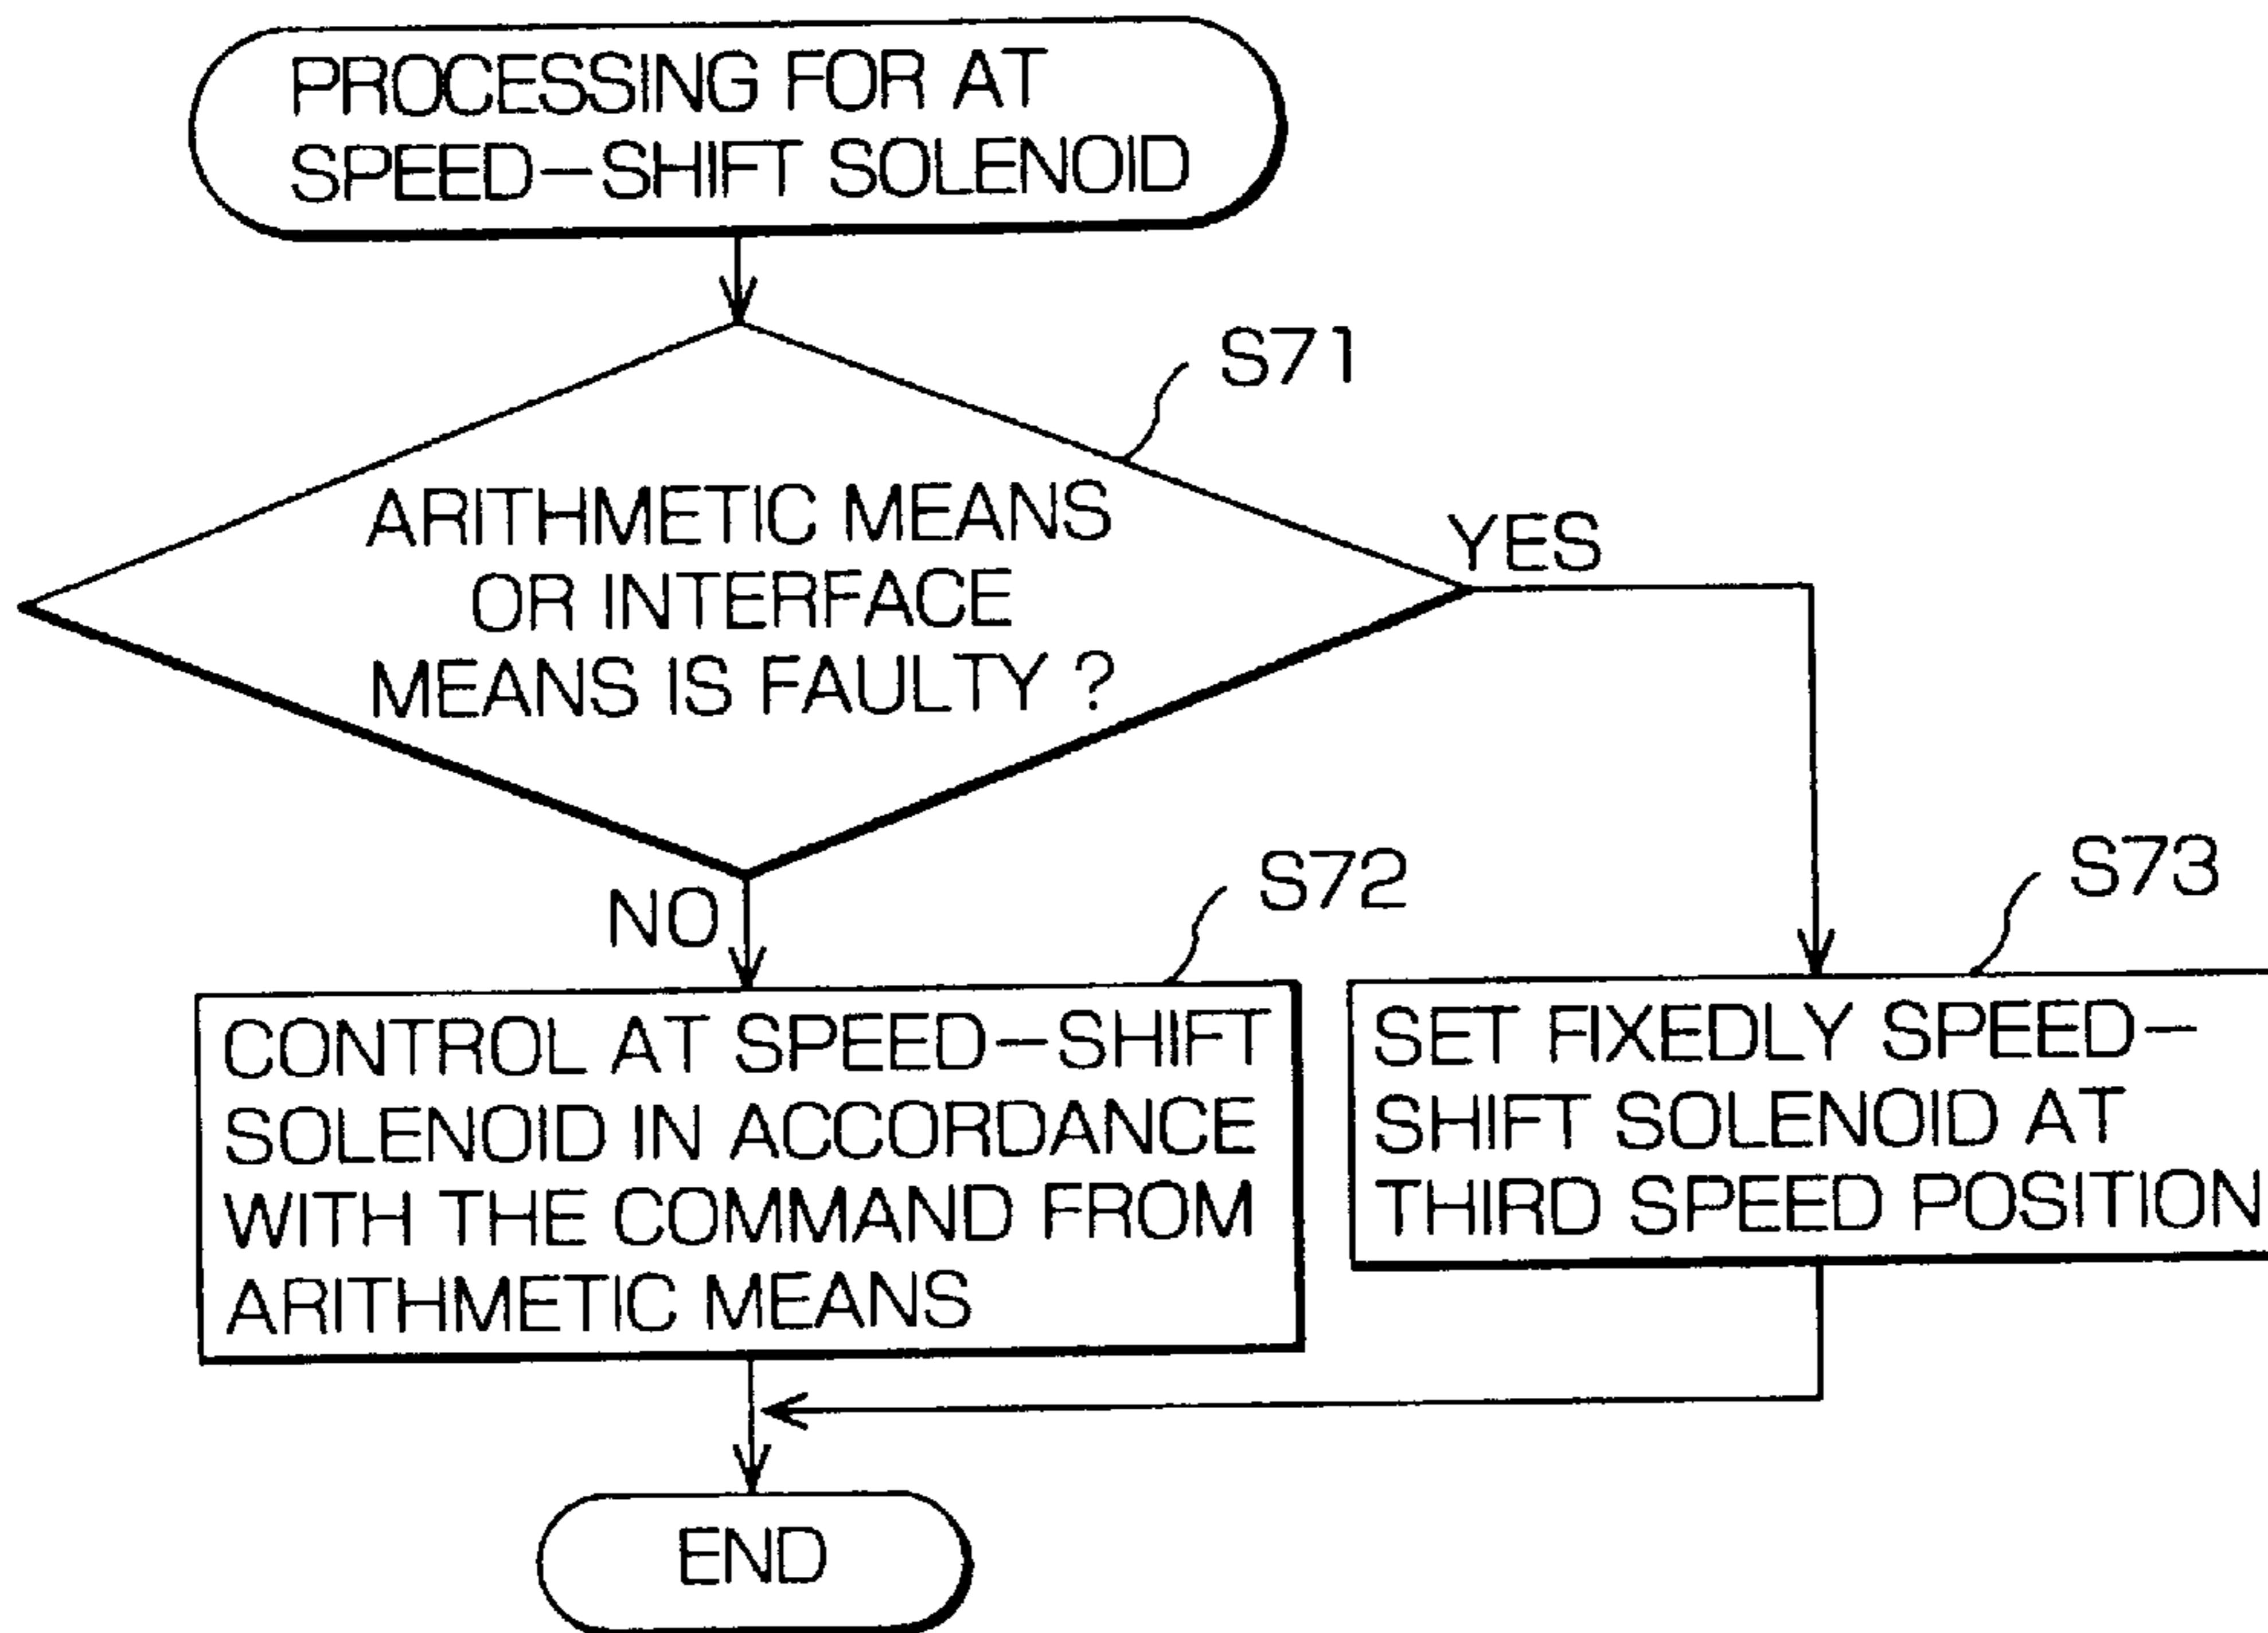 PROCESSING FOR AT
SPEED-SHIFT SOLENOID
S71
ARITHMETIC MEANS
OR INTERFACE
MEANS IS FAULTY ?
YES
NO
S72
S73
CONTROL AT SPEED-SHIFT
SOLENOID IN ACCORDANCE
WITH THE COMMAND FROM
ARITHMETIC MEANS
SET FIXEDLY SPEED-
SHIFT SOLENOID AT
THIRD SPEED POSITION
END